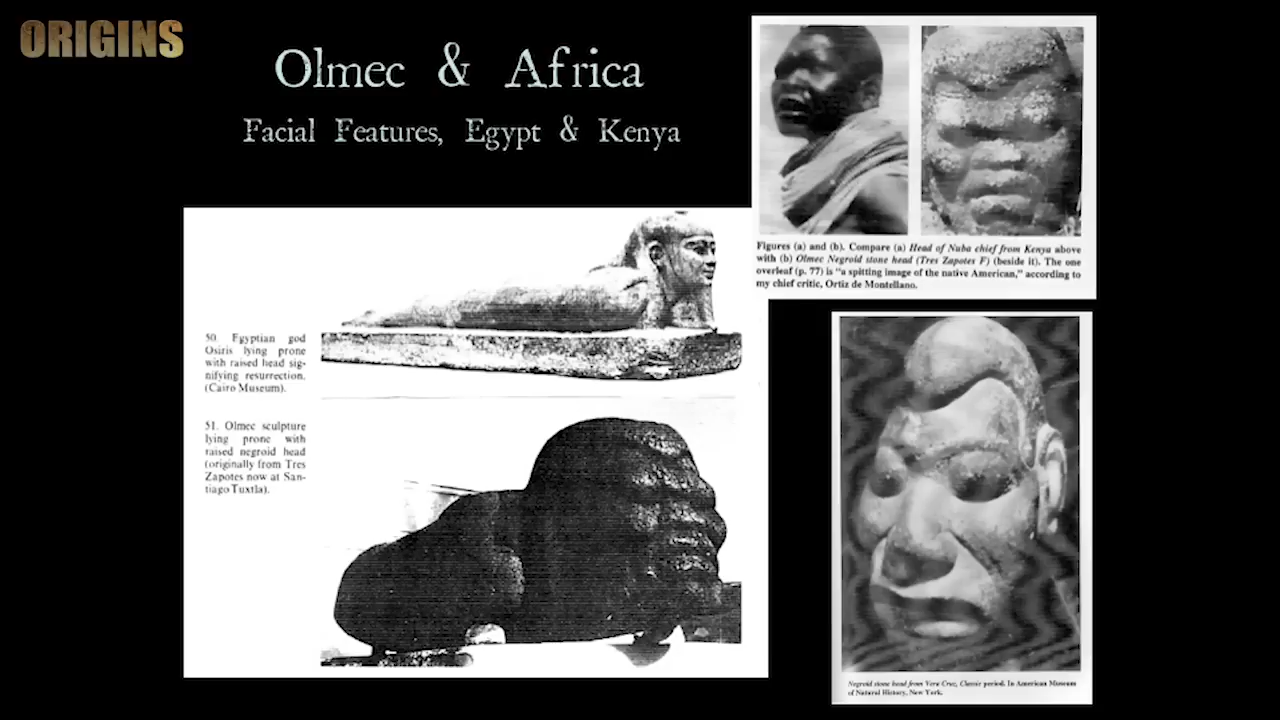 ORIGINS
Olmec & Africa
Facial Features, Egypt & Kenya
Figures (a) and (b). Compare (a) Head of Nuba chief from Kenya above
with (b) Olmec Negroid stone head (Tres Zapotes F) (beside it). The one
overleaf (p. 77) is "a spitting image of the native American," according to
my chief critic, Ortiz de Montellano.
50. Egyptian god
Osiris lying prone
with raised head sig-
nifying resurrection.
(Cairo Museum).
51. Olmec sculpture
lying prone with
raised negroid head
(originally from Tres
Zapotes now at San-
tiago Tuxtla).
Negroid stone head from Vera Cruz, Classic period. In American Museum
of Natural History, New York.